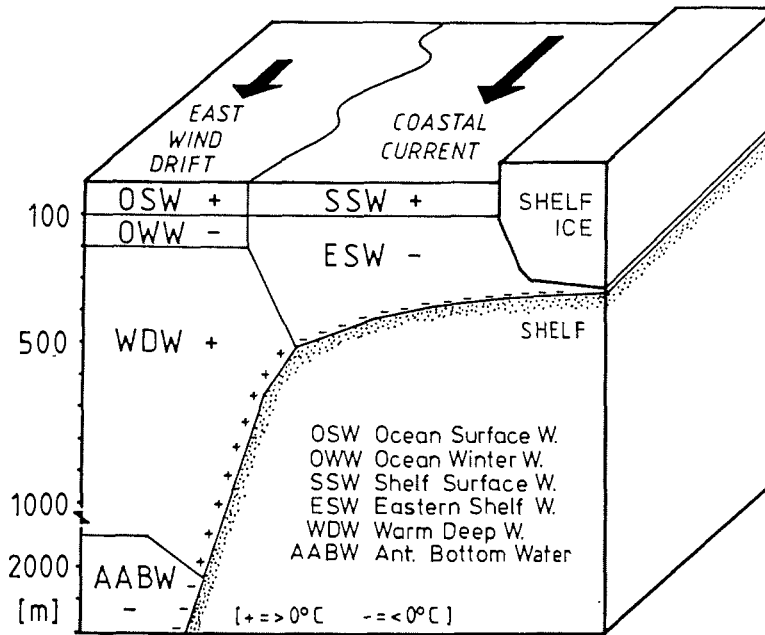 EAST
WIND
DRIFT
COASTAL
CURRENT
OSW +
SSW +
SHELF
ICE
100
OWW -
ESW -
500
WDW +
SHELF
OSW Ocean Surface W.
OWW Ocean Winter W.
SSW Shelf Surface W.
ESW Eastern Shelf W.
WDW Warm Deep W.
AABW Ant. Bottom Water
1000
2000
AABW
[m]
[+=>0°C -=<0°C]